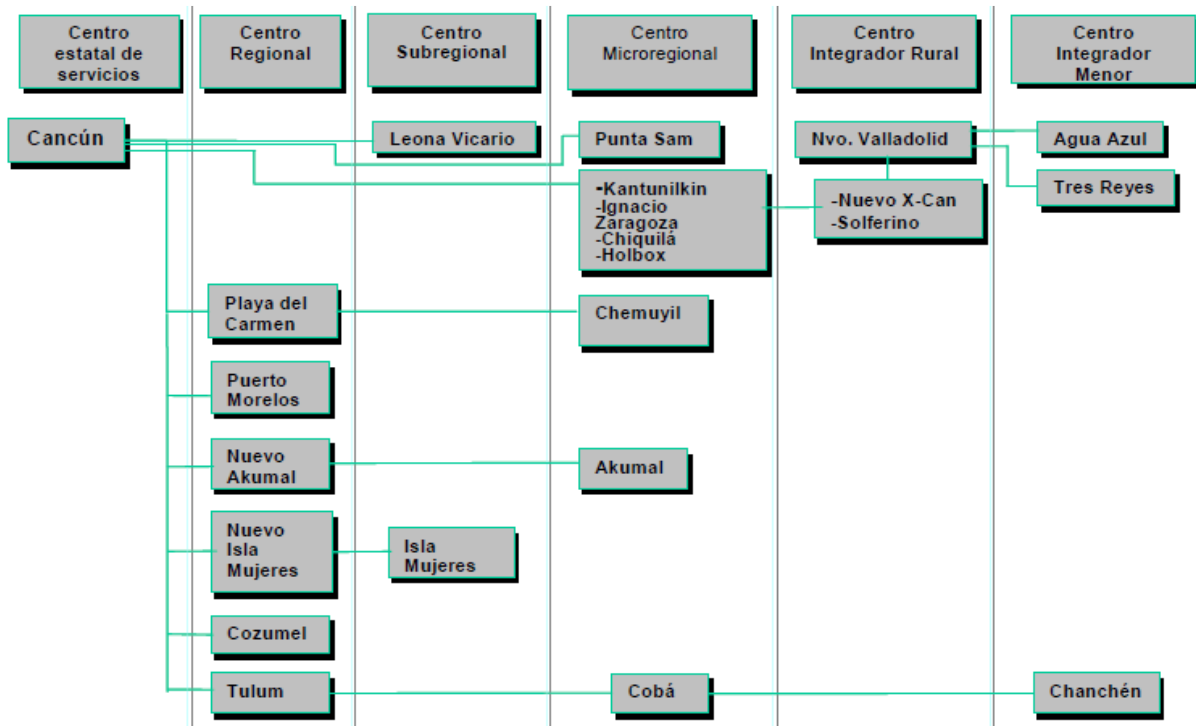 Centro
estatal de
servicios
Centro
Regional
Centro
Subregional
Centro
Microregional
Centro
Integrador Rural
Centro
Integrador
Menor
Cancún
Leona Vicario
Punta Sam
Nvo. Valladolid
Agua Azul
-Kantunilkin
-Ignacio
Zaragoza
-Chiquilá
-Holbox
-Nuevo X-Can
-Solferino
Tres Reyes
Playa del
Carmen
Chemuyil
Puerto
Morelos
Nuevo
Akumal
Akumal
Nuevo
Isla
Mujeres
Isla
Mujeres
Cozumel
Tulum
Cobá
Chanchén